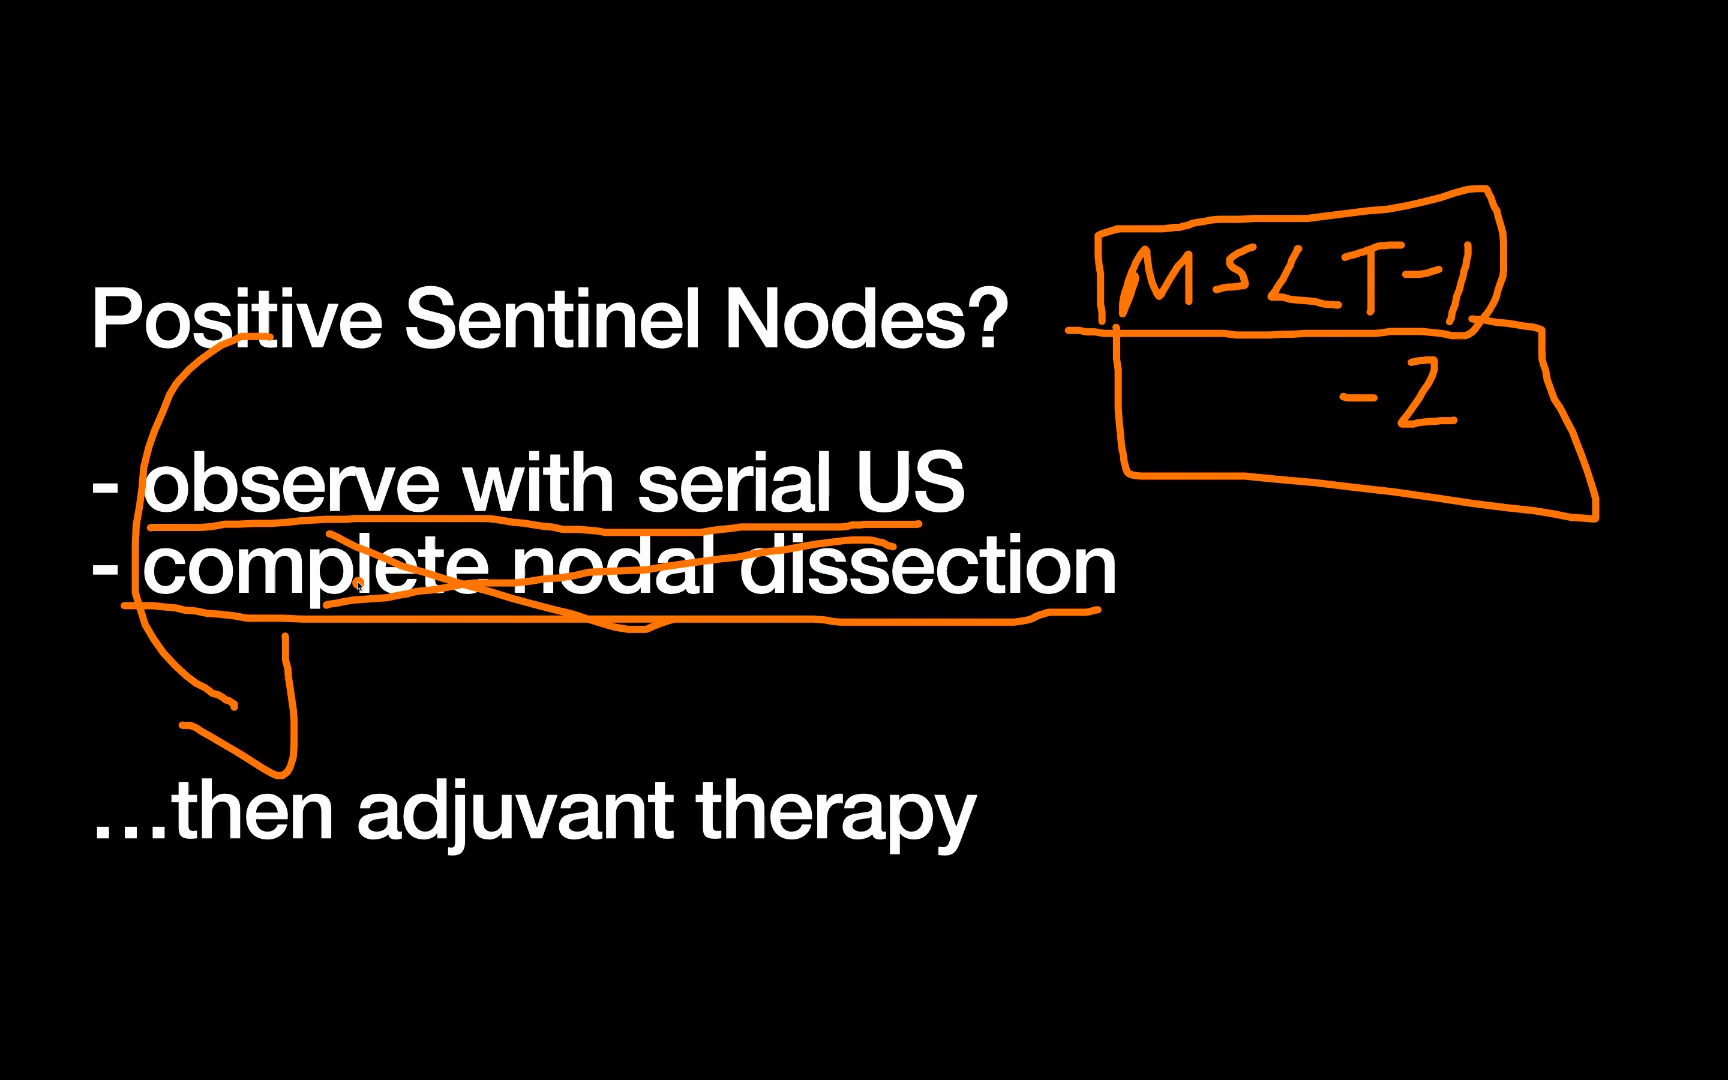 MSLT-1
Positive Sentinel Nodes?
-2
- observe with serial US
- complete nodal dissection
...then adjuvant therapy